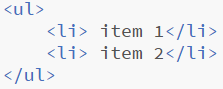 <ul>
    <li> item 1</li>
    <li> item 2</li>
</ul>